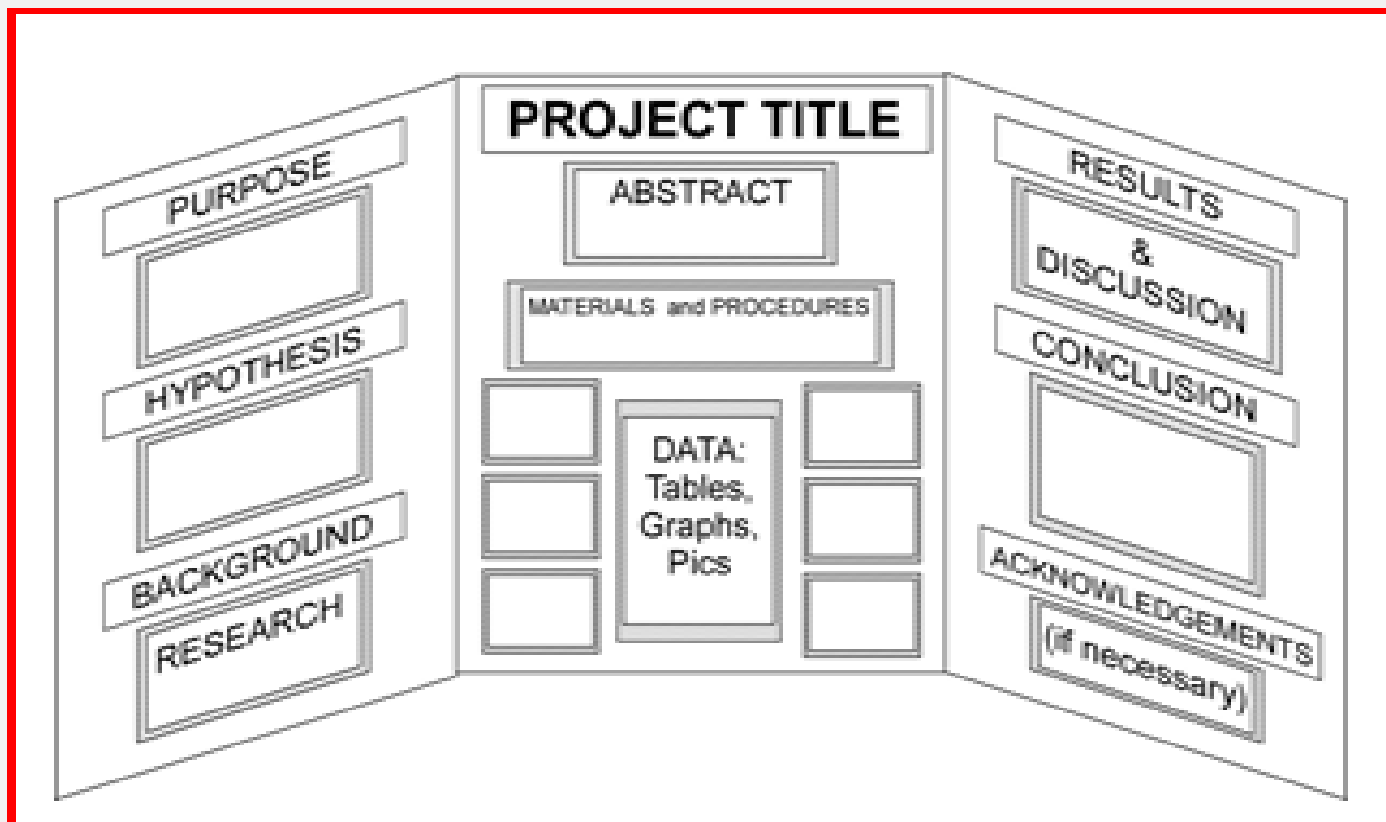 PURPOSE
HYPOTHESIS
BACKGROUND
RESEARCH
PROJECT TITLE
ABSTRACT
MATERIALS and PROCEDURES
DATA:
Tables,
Graphs,
Pics
RESULTS
&
DISCUSSION
CONCLUSION
ACKNOWLEDGEMENTS
(if necessary)